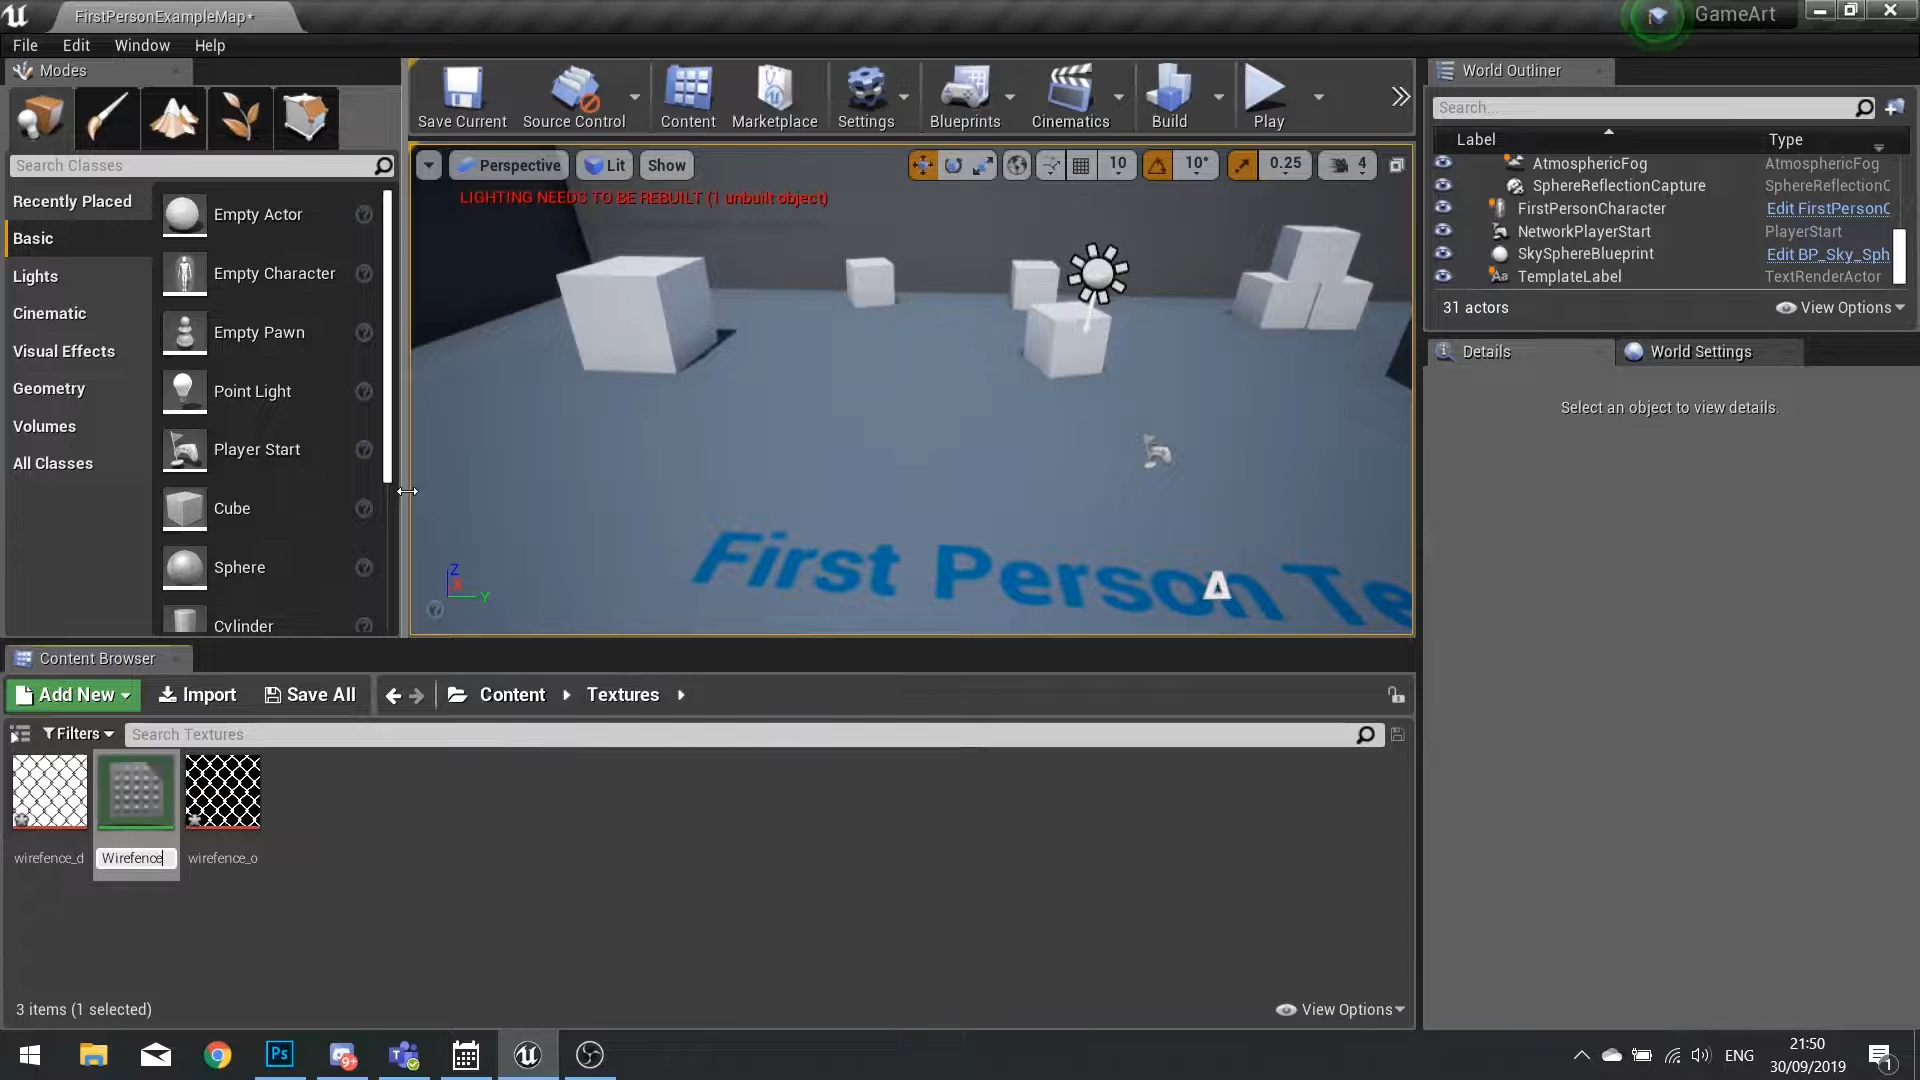 FirstPersonExampleMap*
GameArt
File Edit Window Help
Modes
World Outliner
Save Current
Source Control
Content
Marketplace
Settings
Blueprints
Cinematics
Build
Play
Search...
Label
Type
Search Classes
Perspective
Lit
Show
10
10°
0.25
4
LIGHTING NEEDS TO BE REBUILT (1 unbuilt object)
AtmosphericFog AtmosphericFog
SphereReflectionCapture SphereReflectionC
FirstPersonCharacter Edit FirstPersonC
NetworkPlayerStart PlayerStart
SkySphereBlueprint Edit BP_Sky_Sph
TemplateLabel TextRenderActor
31 actors
View Options
Details
World Settings
Select an object to view details.
Recently Placed
Basic
Lights
Cinematic
Visual Effects
Geometry
Volumes
All Classes
Empty Actor
Empty Character
Empty Pawn
Point Light
Player Start
Cube
Sphere
Cylinder
First Person Te
Z
X
Y
Content Browser
Add New
Import
Save All
Content
Textures
Filters
Search Textures
wirefence_d
Wirefence
wirefence_o
3 items (1 selected)
View Options
Ps
9+
ENG
21:50
30/09/2019
1